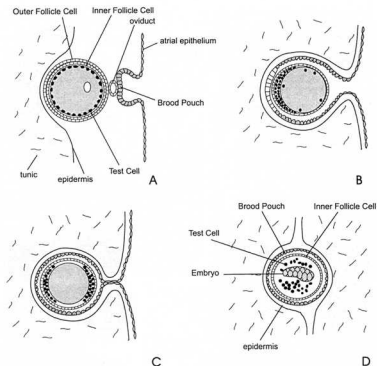 Outer Follicle Cell
Inner Follicle Cell
oviduct
atrial epithelium
Brood Pouch
Test Cell
tunic
epidermis
A
B
C
Brood Pouch
Inner Follicle Cell
Test Cell
Embryo
epidermis
D